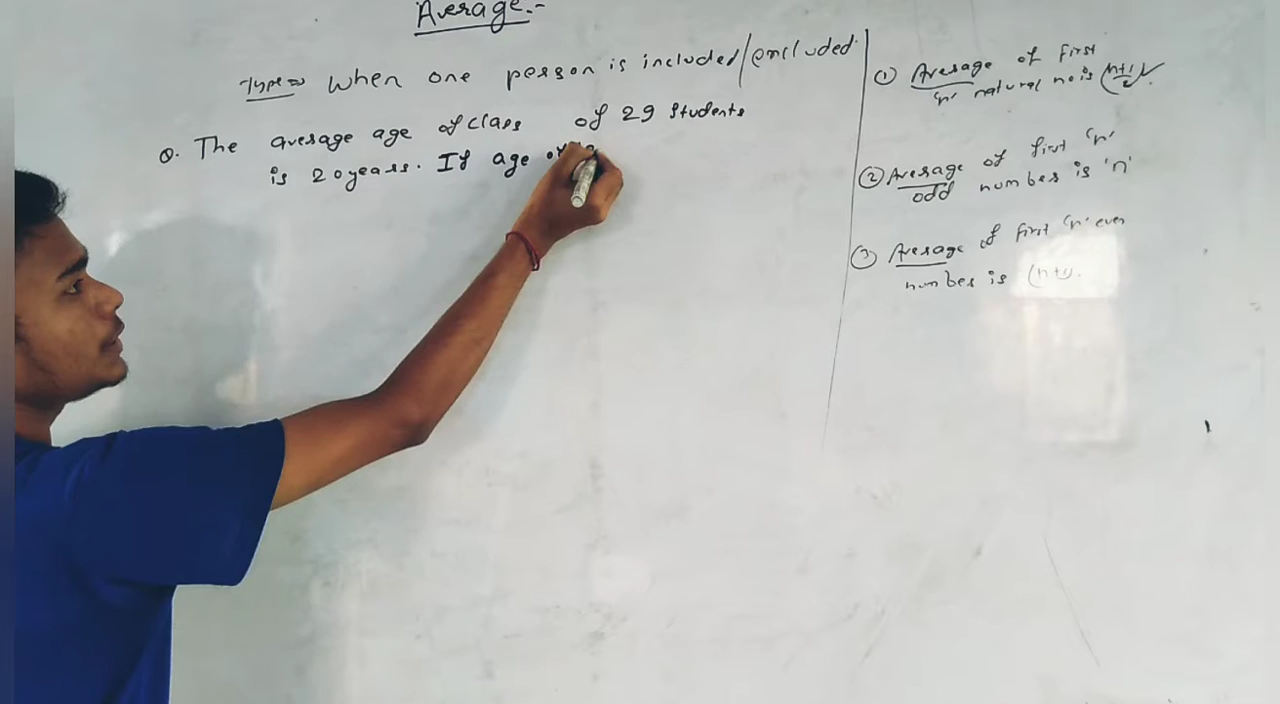 Average.-
Type⇒ When one person is included/excluded.
Q. The average age of class of 29 students
is 20 years. If age of
① Average of first
'n' natural no is (n+1/2)
② Average of first 'n'
odd numbers is 'n'
③ Average of first 'n' even
number is (n+1).